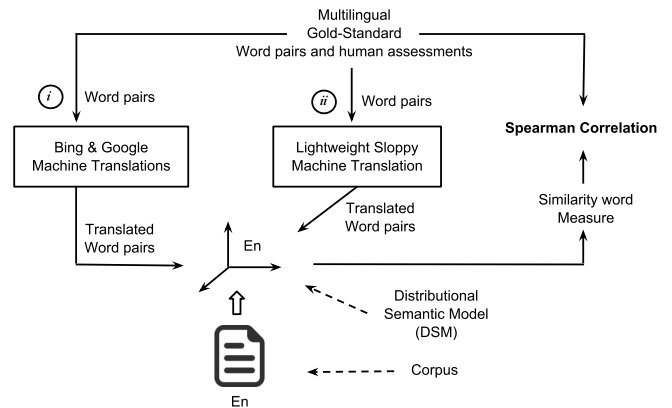 Multilingual
Gold-Standard
Word pairs and human assessments
i
Word pairs
ii
Word pairs
Bing & Google
Machine Translations
Lightweight Sloppy
Machine Translation
Spearman Correlation
Similarity word
Measure
Translated
Word pairs
Translated
Word pairs
En
Distributional
Semantic Model
(DSM)
Corpus
En